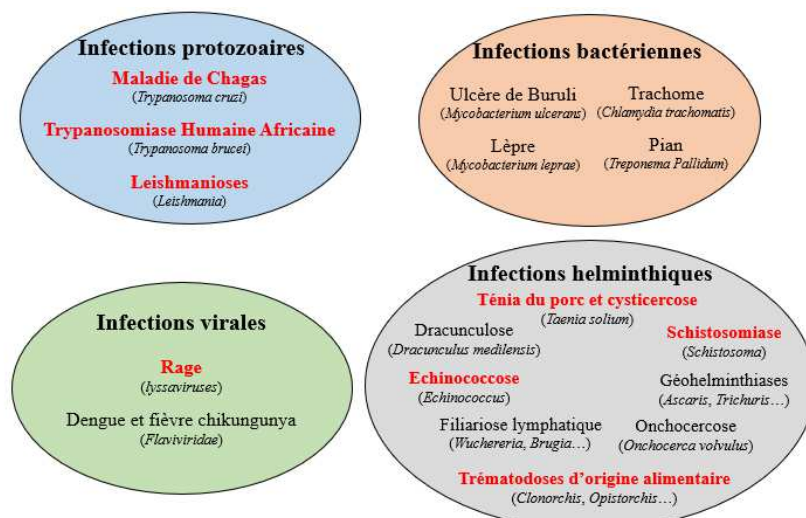 Infections protozoaires
Maladie de Chagas
(Trypanosoma cruzi)
Trypanosomiase Humaine Africaine
(Trypanosoma brucei)
Leishmanioses
(Leishmania)
Infections bactériennes
Ulcère de Buruli
(Mycobacterium ulcerans)
Trachome
(Chlamydia trachomatis)
Lèpre
(Mycobacterium leprae)
Pian
(Treponema Pallidum)
Infections virales
Rage
(lyssaviruses)
Dengue et fièvre chikungunya
(Flaviviridae)
Infections helminthiques
Ténia du porc et cysticercose
(Taenia solium)
Dracunculose
(Dracunculus medilensis)
Schistosomiase
(Schistosoma)
Echinococcose
(Echinococcus)
Géohelminthiases
(Ascaris, Trichuris…)
Filiariose lymphatique
(Wuchereria, Brugia…)
Onchocercose
(Onchocerca volvulus)
Trématodoses d’origine alimentaire
(Clonorchis, Opistorchis…)